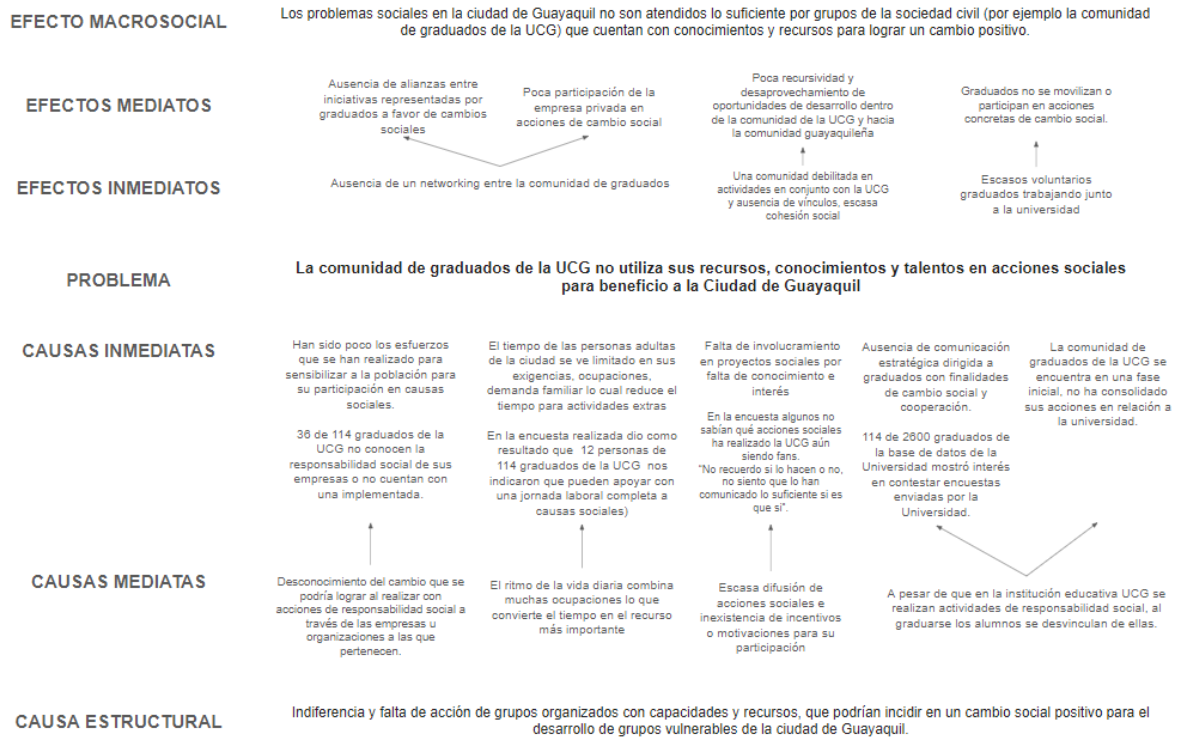 EFECTO MACROSOCIAL
Los problemas sociales en la ciudad de Guayaquil no son atendidos lo suficiente por grupos de la sociedad civil (por ejemplo la comunidad
de graduados de la UCG) que cuentan con conocimientos y recursos para lograr un cambio positivo.
EFECTOS MEDIATOS
Ausencia de alianzas entre
iniciativas representadas por
graduados a favor de cambios
sociales
Poca participación de la
empresa privada en
acciones de cambio social
Poca recursividad y
desaprovechamiento de
oportunidades de desarrollo dentro
de la comunidad de la UCG y hacia
la comunidad guayaquileña
Graduados no se movilizan o
participan en acciones
concretas de cambio social.
EFECTOS INMEDIATOS
Ausencia de un networking entre la comunidad de graduados
Una comunidad debilitada en
actividades en conjunto con la UCG
y ausencia de vínculos, escasa
cohesión social
Escasos voluntarios
graduados trabajando junto
a la universidad
PROBLEMA
La comunidad de graduados de la UCG no utiliza sus recursos, conocimientos y talentos en acciones sociales
para beneficio a la Ciudad de Guayaquil
CAUSAS INMEDIATAS
Han sido poco los esfuerzos
que se han realizado para
sensibilizar a la población para
su participación en causas
sociales.
36 de 114 graduados de la
UCG no conocen la
responsabilidad social de sus
empresas o no cuentan con
una implementada.
El tiempo de las personas adultas
de la ciudad se ve limitado en sus
exigencias, ocupaciones,
demanda familiar lo cual reduce el
tiempo para actividades extras
En la encuesta realizada dio como
resultado que 12 personas de
114 graduados de la UCG nos
indicaron que pueden apoyar con
una jornada laboral completa a
causas sociales)
Falta de involucramiento
en proyectos sociales por
falta de conocimiento e
interés
En la encuesta algunos no
sabían qué acciones sociales
ha realizado la UCG aún
siendo fans.
"No recuerdo si lo hacen o no,
no siento que lo han
comunicado lo suficiente si es
que si".
Ausencia de comunicación
estratégica dirigida a
graduados con finalidades
de cambio social y
cooperación.
114 de 2600 graduados de
la base de datos de la
Universidad mostró interés
en contestar encuestas
enviadas por la
Universidad.
La comunidad de
graduados de la UCG se
encuentra en una fase
inicial, no ha consolidado
sus acciones en relación a
la universidad.
CAUSAS MEDIATAS
Desconocimiento del cambio que se
podría lograr al realizar con
acciones de responsabilidad social a
través de las empresas u
organizaciones a las que
pertenecen.
El ritmo de la vida diaria combina
muchas ocupaciones lo que
convierte el tiempo en el recurso
más importante
Escasa difusión de
acciones sociales e
inexistencia de incentivos
o motivaciones para su
participación
A pesar de que en la institución educativa UCG se
realizan actividades de responsabilidad social, al
graduarse los alumnos se desvinculan de ellas.
CAUSA ESTRUCTURAL
Indiferencia y falta de acción de grupos organizados con capacidades y recursos, que podrían incidir en un cambio social positivo para el
desarrollo de grupos vulnerables de la ciudad de Guayaquil.